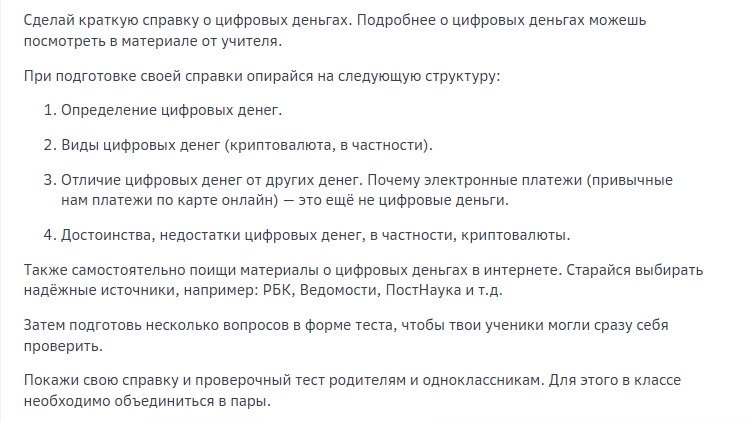 Сделай краткую справку о цифровых деньгах. Подробнее о цифровых деньгах можешь
посмотреть в материале от учителя.
При подготовке своей справки опирайся на следующую структуру:
1. Определение цифровых денег.
2. Виды цифровых денег (криптовалюта, в частности).
3. Отличие цифровых денег от других денег. Почему электронные платежи (привычные
нам платежи по карте онлайн) — это ещё не цифровые деньги.
4. Достоинства, недостатки цифровых денег, в частности, криптовалюты.
Также самостоятельно поищи материалы о цифровых деньгах в интернете. Старайся выбирать
надёжные источники, например: РБК, Ведомости, ПостНаука и т.д.
Затем подготовь несколько вопросов в форме теста, чтобы твои ученики могли сразу себя
проверить.
Покажи свою справку и проверочный тест родителям и одноклассникам. Для этого в классе
необходимо объединиться в пары.